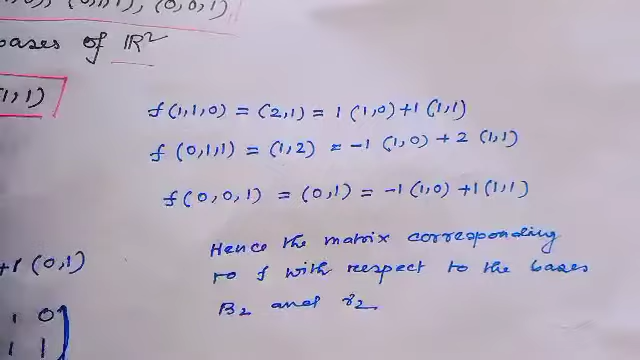 0), (0,1,1), (0,0,1)
bases of ℝ²
1,1)
f(1,1,0) = (2,1) = 1 (1,0) + 1 (1,1)
f (0,1,1) = (1,2) = -1 (1,0) + 2 (1,1)
f (0,0,1) = (0,1) = -1 (1,0) + 1 (1,1)
Hence the matrix corresponding
to f with respect to the bases
B₂ and γ₂
+1 (0,1)
1 0
1 1